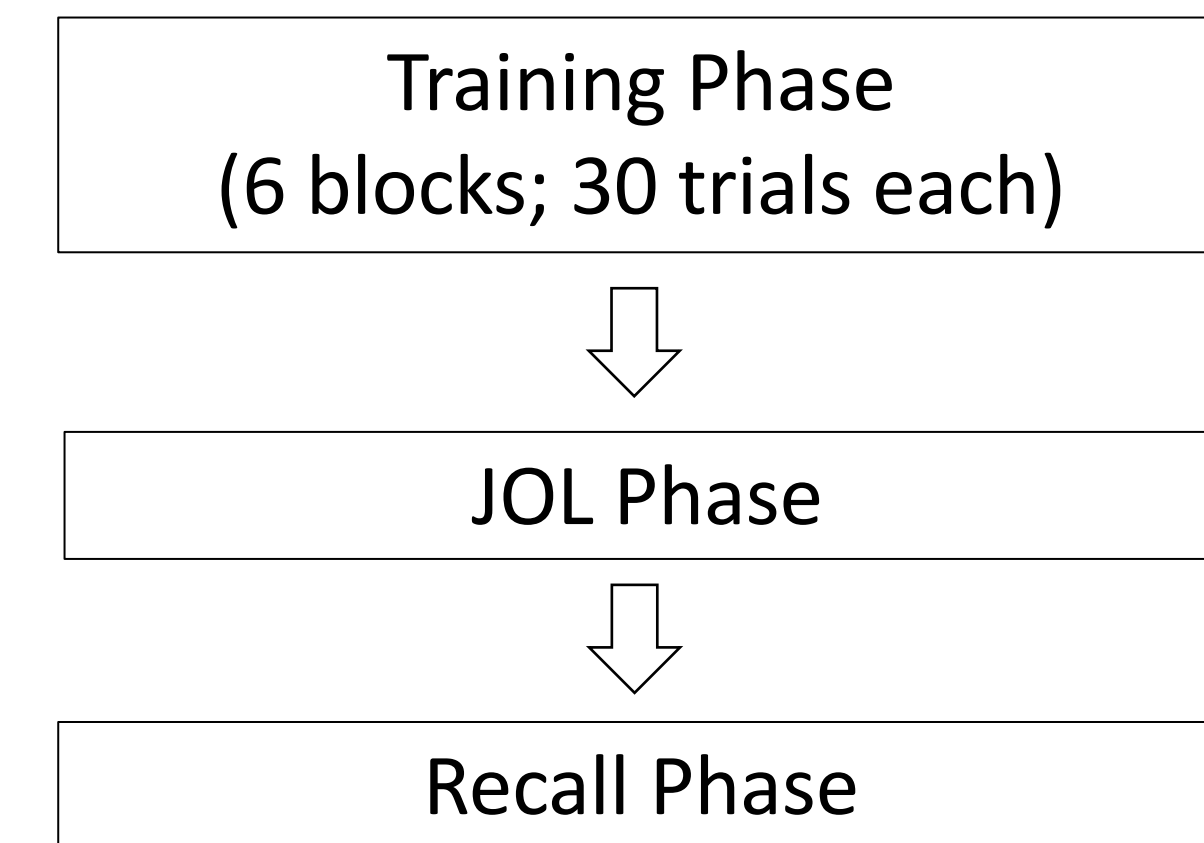 Training Phase
(6 blocks; 30 trials each)
JOL Phase
Recall Phase